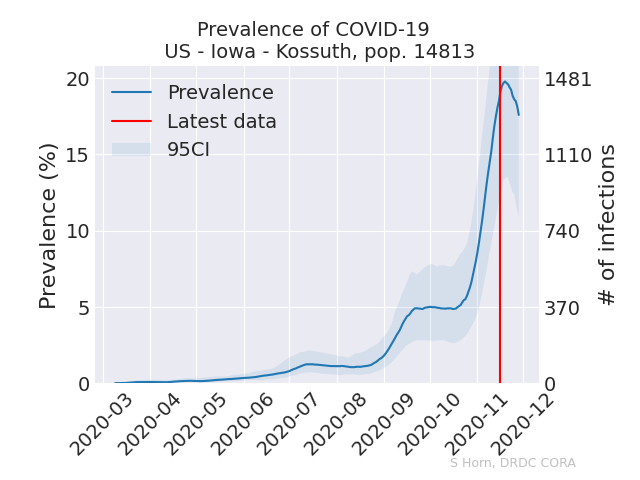 Prevalence of COVID-19
US - Iowa - Kossuth, pop. 14813
Prevalence
Latest data
95CI
Prevalence (%)
20
15
10
5
0
1481
1110
740
370
0
# of infections
2020-03
2020-04
2020-05
2020-06
2020-07
2020-08
2020-09
2020-10
2020-11
2020-12
S Horn, DRDC CORA